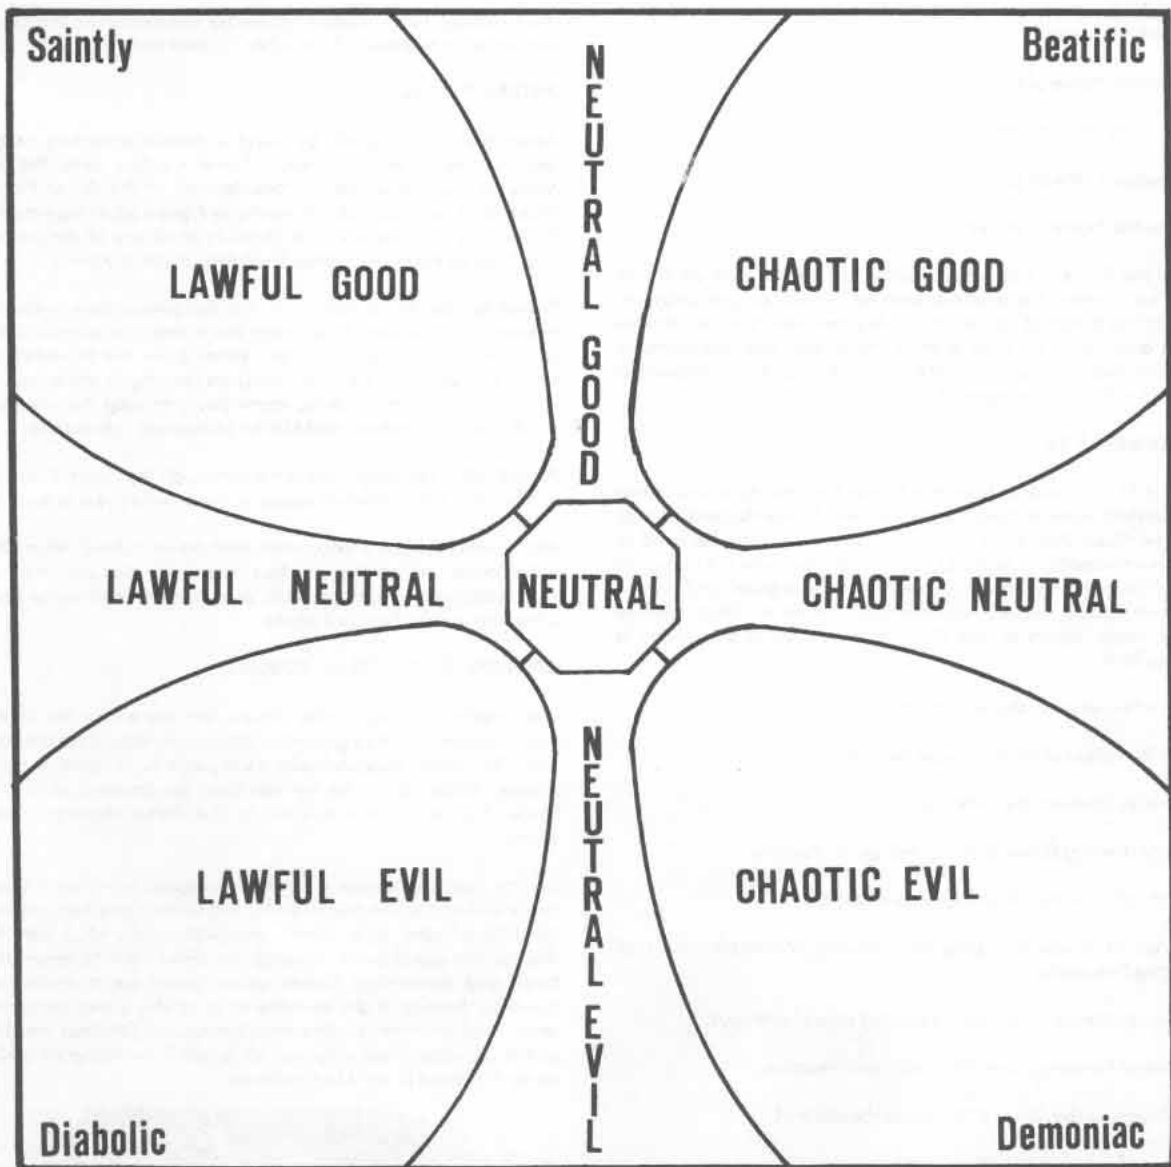 Saintly
Beatific
NEUTRAL GOOD
LAWFUL GOOD
CHAOTIC GOOD
LAWFUL NEUTRAL
NEUTRAL
CHAOTIC NEUTRAL
LAWFUL EVIL
CHAOTIC EVIL
NEUTRAL EVIL
Diabolic
Demoniac